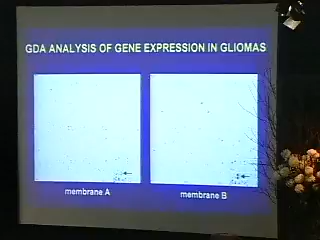 GDA ANALYSIS OF GENE EXPRESSION IN GLIOMAS
membrane A
membrane B